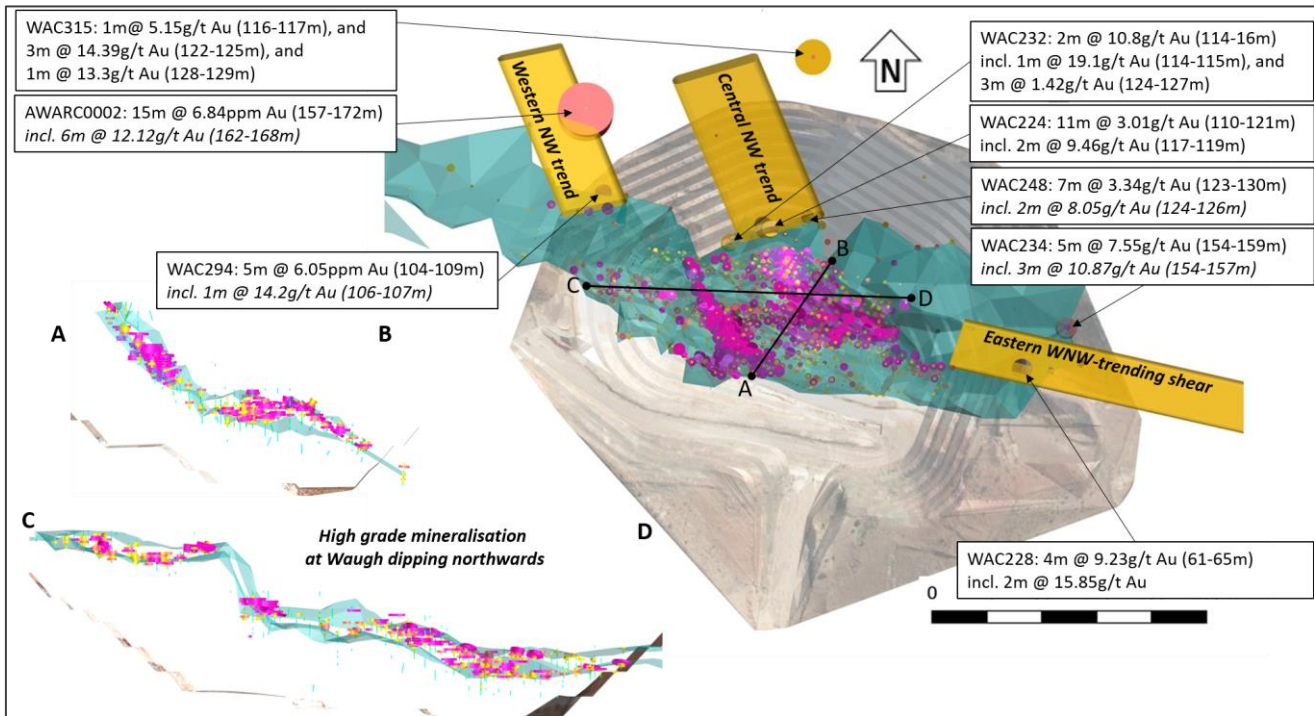 WAC315: 1m@ 5.15g/t Au (116-117m), and
3m @ 14.39g/t Au (122-125m), and
1m @ 13.3g/t Au (128-129m)
AWARC0002: 15m @ 6.84ppm Au (157-172m)
incl. 6m @ 12.12g/t Au (162-168m)
Western NW trend
Central NW trend
N
WAC232: 2m @ 10.8g/t Au (114-16m)
incl. 1m @ 19.1g/t Au (114-115m), and
3m @ 1.42g/t Au (124-127m)
WAC224: 11m @ 3.01g/t Au (110-121m)
incl. 2m @ 9.46g/t Au (117-119m)
WAC248: 7m @ 3.34g/t Au (123-130m)
incl. 2m @ 8.05g/t Au (124-126m)
WAC234: 5m @ 7.55g/t Au (154-159m)
incl. 3m @ 10.87g/t Au (154-157m)
WAC294: 5m @ 6.05ppm Au (104-109m)
incl. 1m @ 14.2g/t Au (106-107m)
B
C
D
A
Eastern WNW-trending shear
A
B
C
D
High grade mineralisation
at Waugh dipping northwards
WAC228: 4m @ 9.23g/t Au (61-65m)
incl. 2m @ 15.85g/t Au
0